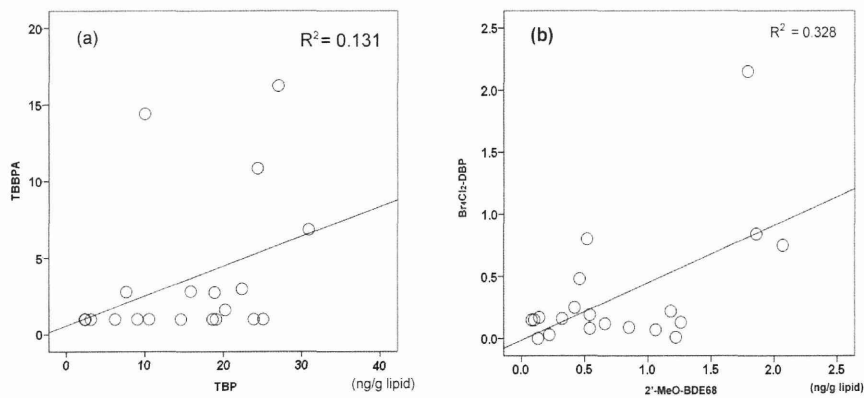 (a)
R² = 0.131
20
15
10
5
0
TBBPA
0 10 20 30 40
TBP (ng/g lipid)
(b)
R² = 0.328
2.5
2.0
1.5
1.0
0.5
0.0
Br₄Cl₂-DBP
0.0 0.5 1.0 1.5 2.0 2.5
2'-MeO-BDE68 (ng/g lipid)